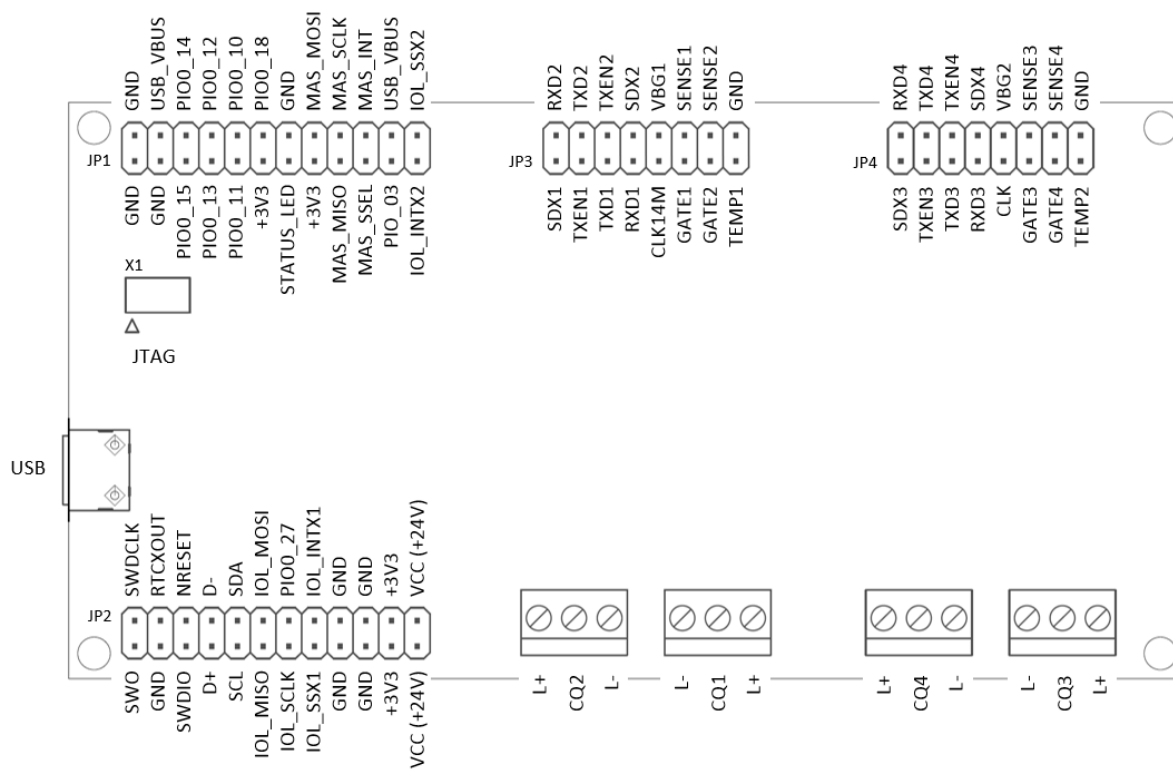 GND
USB_VBUS
PIO0_14
PIO0_12
PIO0_10
PIO0_18
GND
MAS_MOSI
MAS_SCLK
MAS_INT
USB_VBUS
IOL_SSX2
RXD2
TXD2
TXEN2
SDX2
VBG1
SENSE1
SENSE2
GND
RXD4
TXD4
TXEN4
SDX4
VBG2
SENSE3
SENSE4
GND
JP1
JP3
JP4
GND
GND
PIO0_15
PIO0_13
PIO0_11
+3V3
STATUS_LED
+3V3
MAS_MISO
MAS_SSEL
PIO_03
IOL_INTX2
SDX1
TXEN1
TXD1
RXD1
CLK14M
GATE1
GATE2
TEMP1
SDX3
TXEN3
TXD3
RXD3
CLK
GATE3
GATE4
TEMP2
X1
JTAG
USB
SWDCLK
RTCXOUT
NRESET
D-
SDA
IOL_MOSI
PIO0_27
IOL_INTX1
GND
GND
+3V3
VCC (+24V)
JP2
SWO
GND
SWDIO
D+
SCL
IOL_MISO
IOL_SCLK
IOL_SSX1
GND
GND
+3V3
VCC (+24V)
L+
CQ2
L-
L-
CQ1
L+
L+
CQ4
L-
L-
CQ3
L+